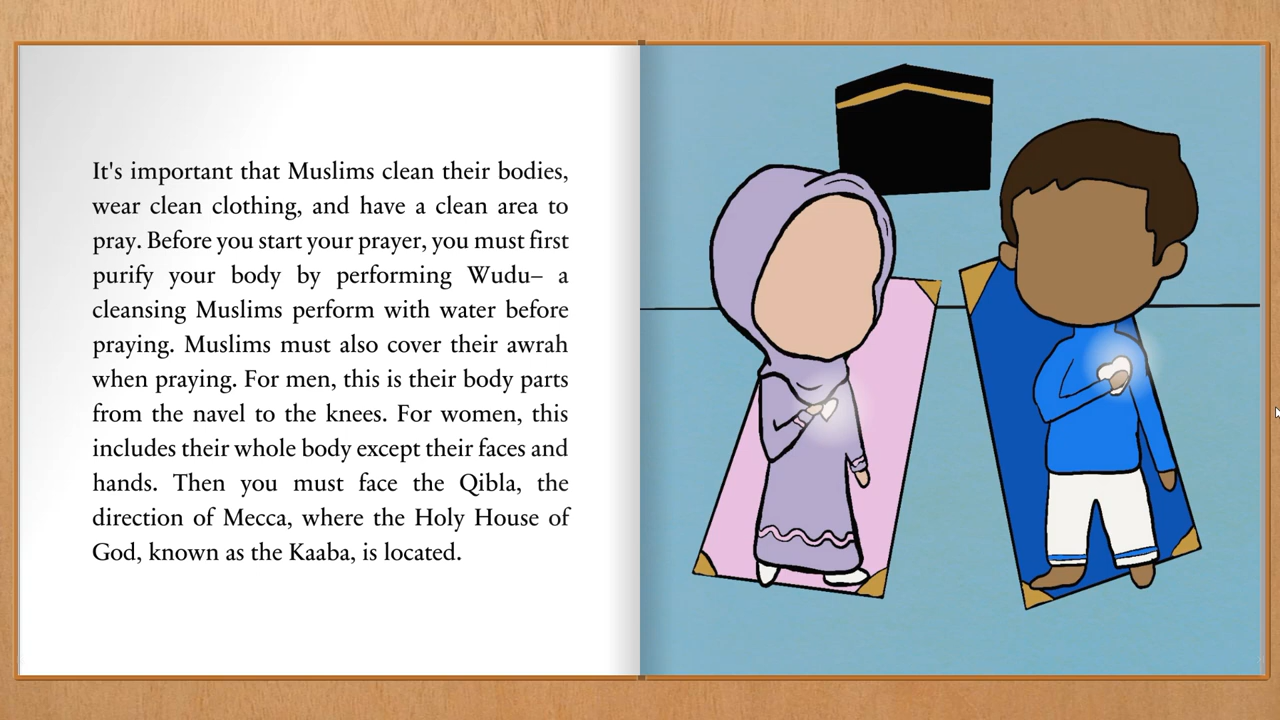 It's important that Muslims clean their bodies,
wear clean clothing, and have a clean area to
pray. Before you start your prayer, you must first
purify your body by performing Wudu– a
cleansing Muslims perform with water before
praying. Muslims must also cover their awrah
when praying. For men, this is their body parts
from the navel to the knees. For women, this
includes their whole body except their faces and
hands. Then you must face the Qibla, the
direction of Mecca, where the Holy House of
God, known as the Kaaba, is located.